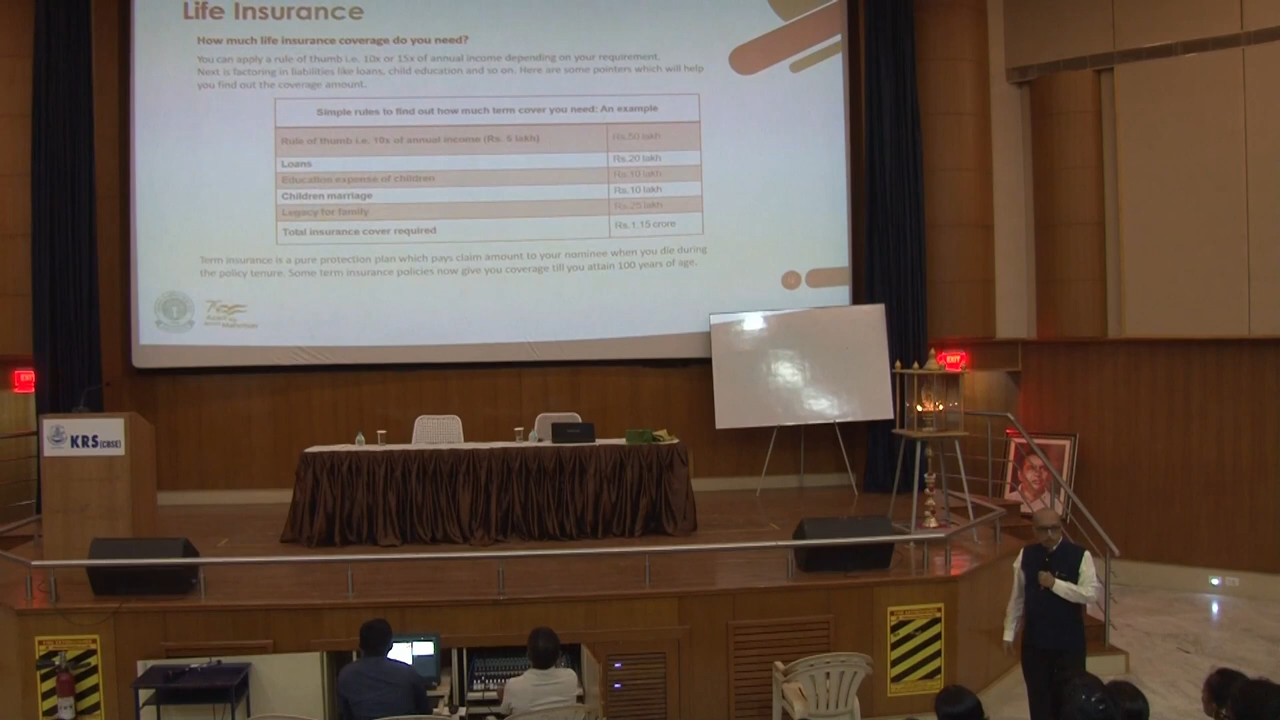 Life Insurance
How much life insurance coverage do you need?
You can apply a rule of thumb i.e. 10x or 15x of annual income depending on your requirement.
Next is factoring in liabilities like loans, child education and so on. Here are some pointers which will help
you find out the coverage amount.
Simple rules to find out how much term cover you need: An example
Rule of thumb i.e. 10x of annual income (Rs. 5 lakh) Rs.50 lakh
Loans Rs.20 lakh
Education expense of children Rs.10 lakh
Children marriage Rs.10 lakh
Legacy for family Rs.25 lakh
Total insurance cover required Rs.1.15 crore
Term insurance is a pure protection plan which pays claim amount to your nominee when you die during
the policy tenure. Some term insurance policies now give you coverage till you attain 100 years of age.
Azadi Ka
Mahotsav
EXIT
EXIT
KRS(CBSE)